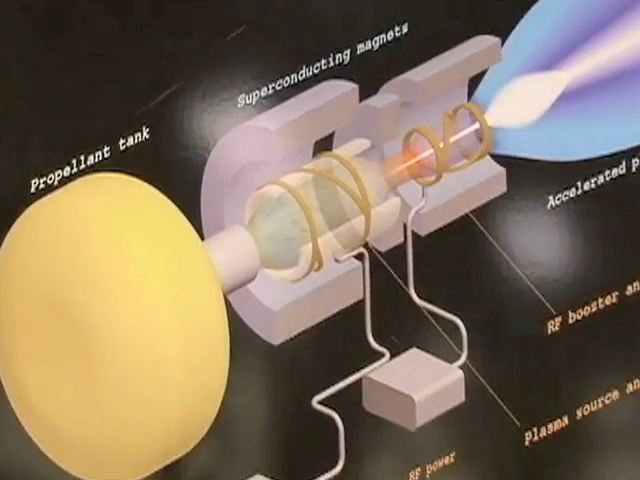 Superconducting magnets
Propellant tank
Accelerated p
RF booster an
plasma source an
RF power